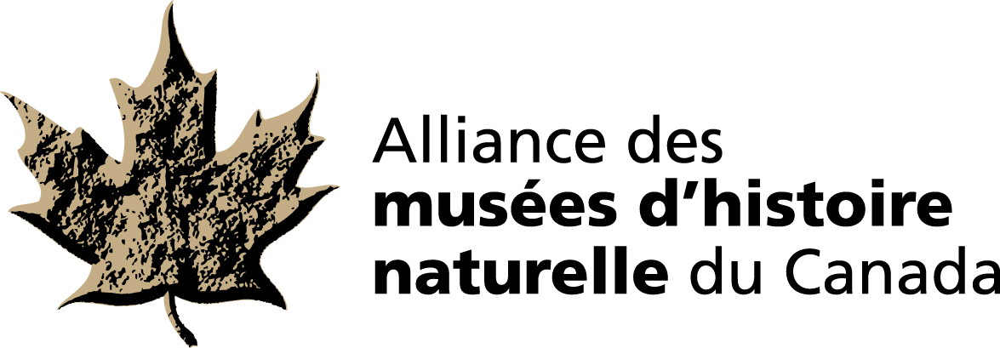 Alliance des
musées d’histoire
naturelle du Canada